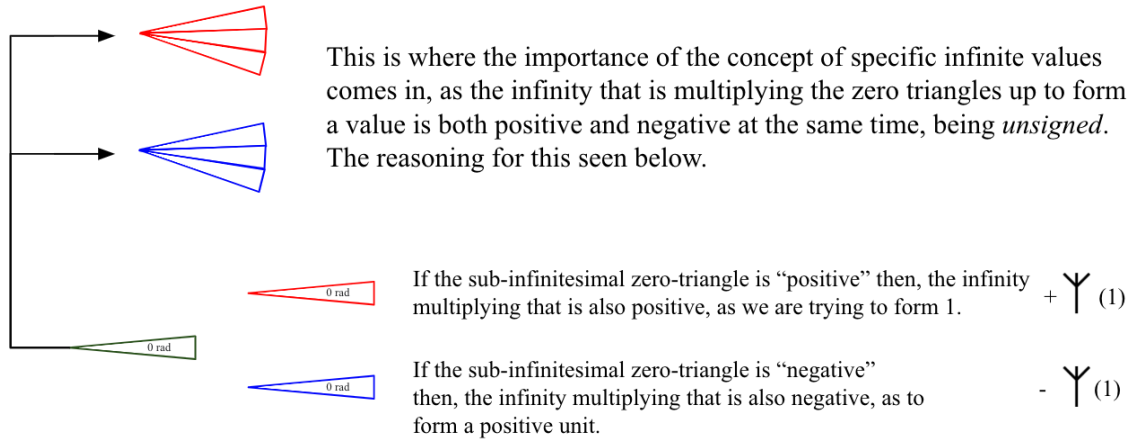 This is where the importance of the concept of specific infinite values
comes in, as the infinity that is multiplying the zero triangles up to form
a value is both positive and negative at the same time, being unsigned.
The reasoning for this seen below.
If the sub-infinitesimal zero-triangle is “positive” then, the infinity
multiplying that is also positive, as we are trying to form 1.
0 rad
+ ᛉ (1)
0 rad
If the sub-infinitesimal zero-triangle is “negative”
then, the infinity multiplying that is also negative, as to
form a positive unit.
0 rad
- ᛉ (1)